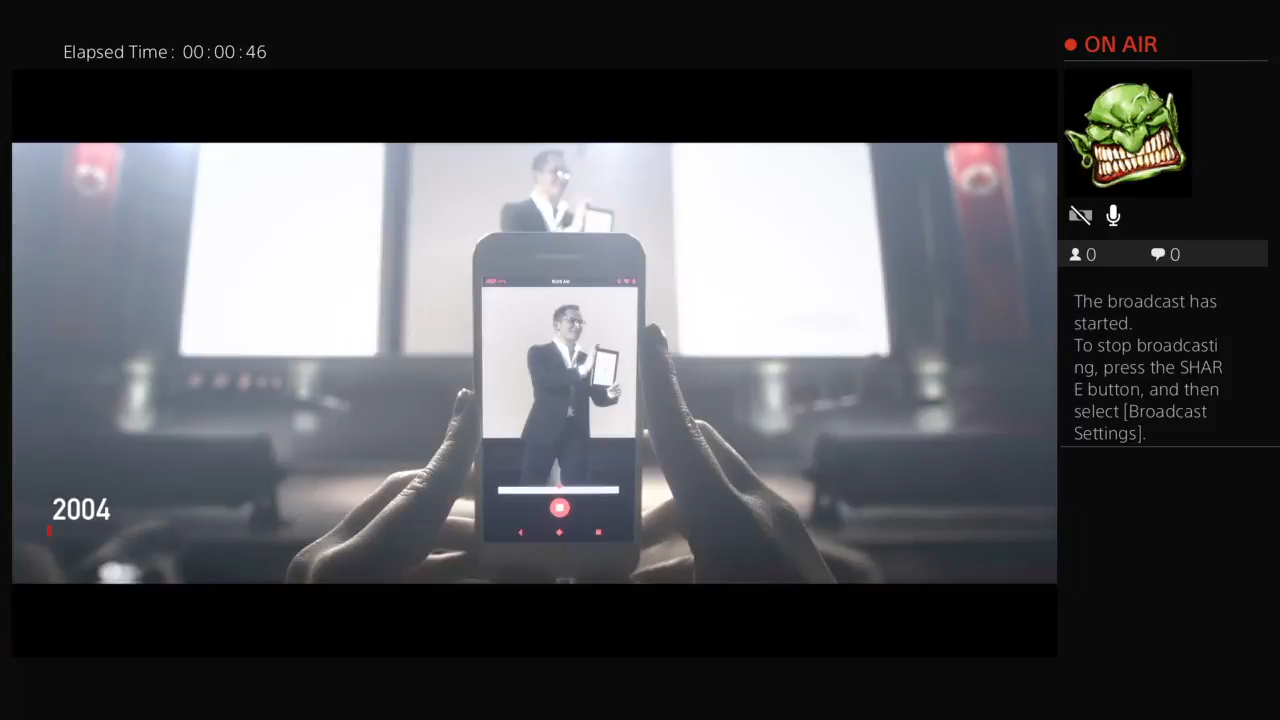 Elapsed Time: 00:00:46
ON AIR
0
0
The broadcast has
started.
To stop broadcasti
ng, press the SHAR
E button, and then
select [Broadcast
Settings].
2004